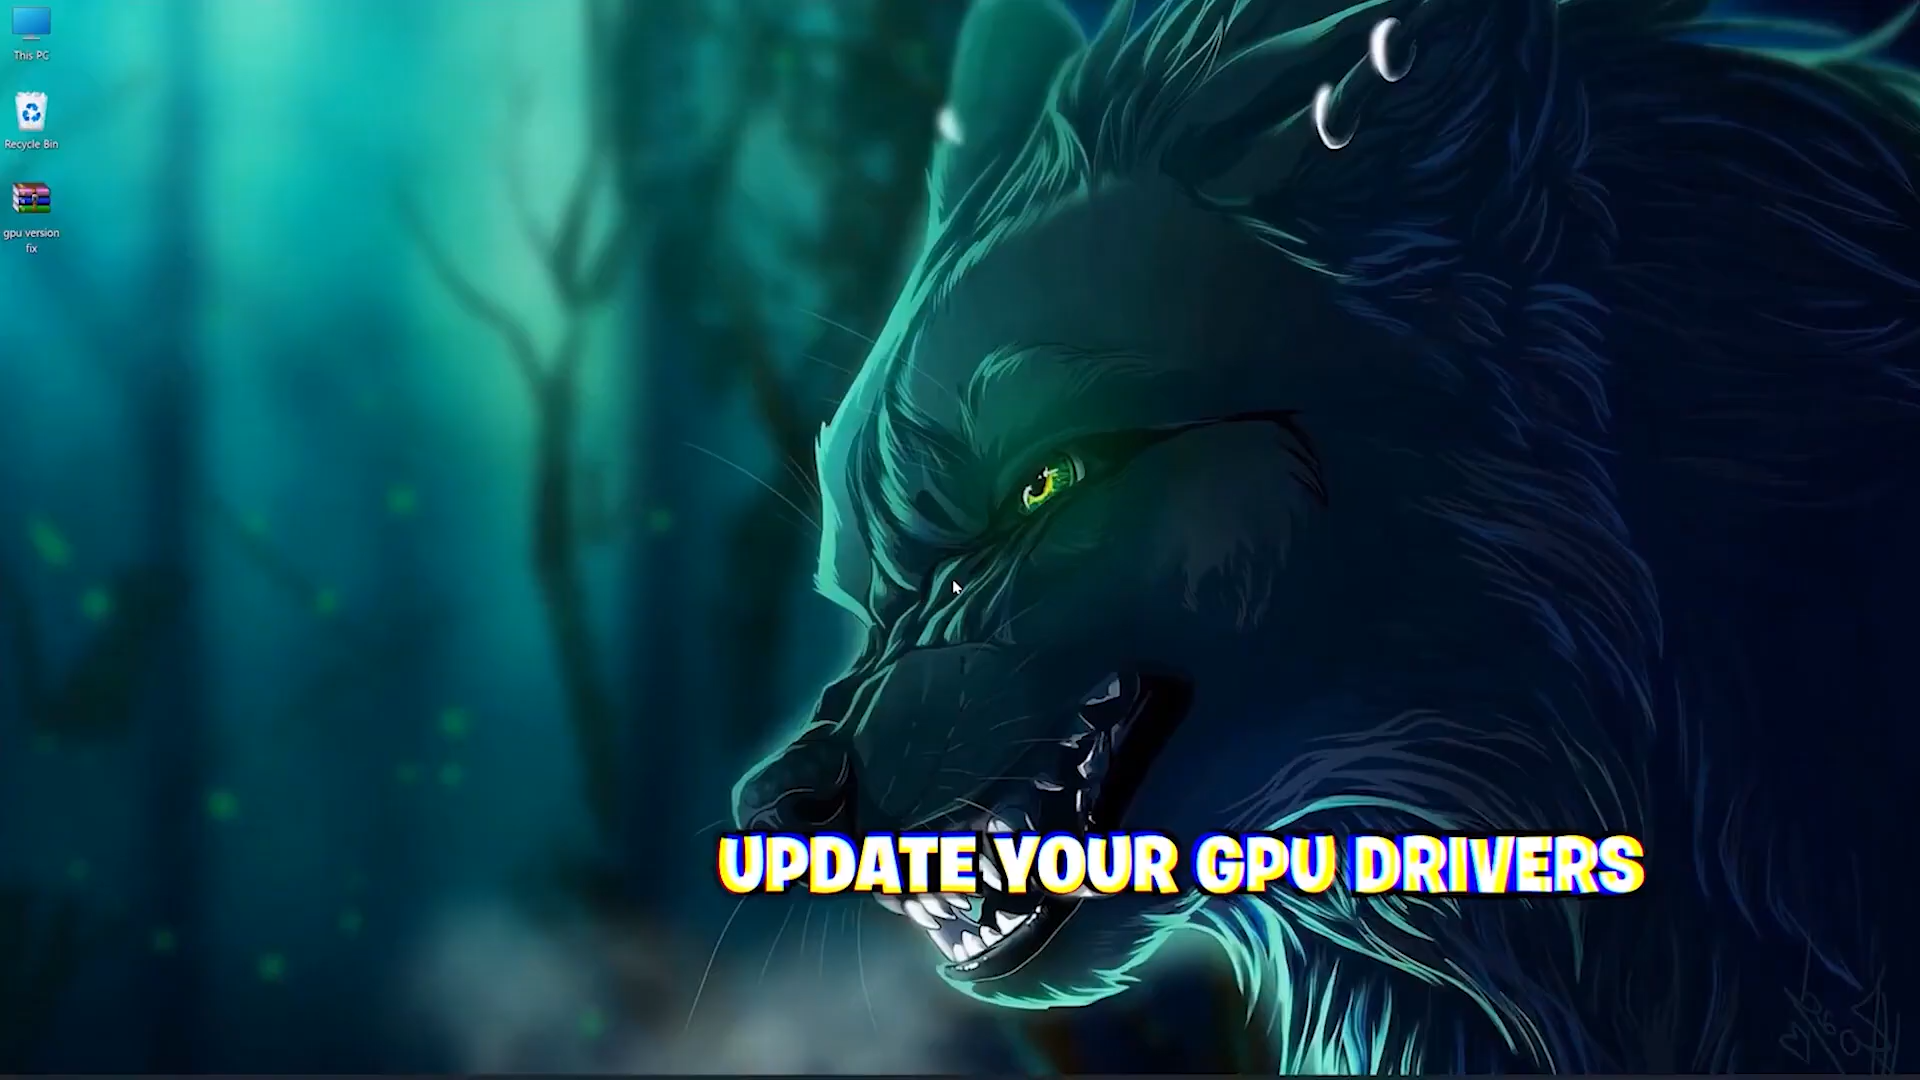 This PC
Recycle Bin
gpu version
fix
UPDATE YOUR GPU DRIVERS